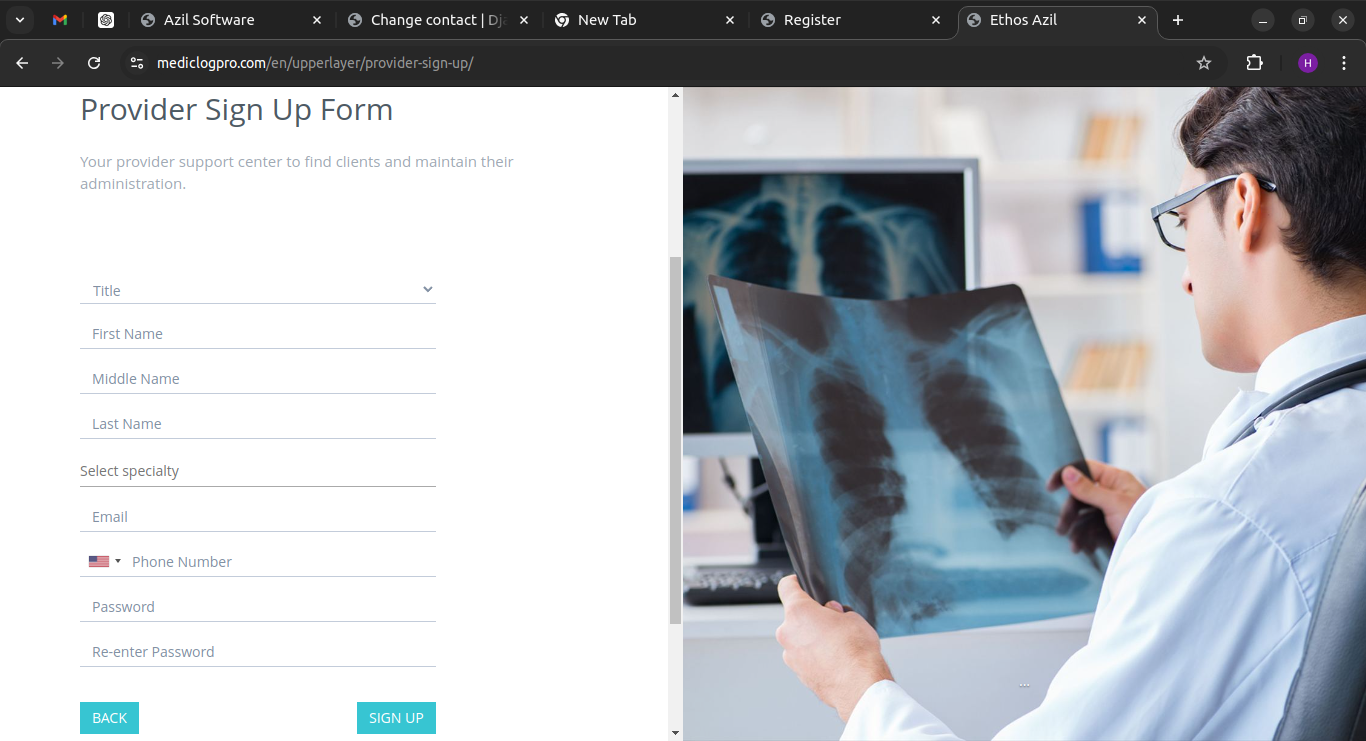 Azil Software
Change contact | Dj
New Tab
Register
Ethos Azil
mediclogpro.com/en/upperlayer/provider-sign-up/
H
Provider Sign Up Form
Your provider support center to find clients and maintain their
administration.
Title
First Name
Middle Name
Last Name
Select specialty
Email
Phone Number
Password
Re-enter Password
BACK
SIGN UP
...